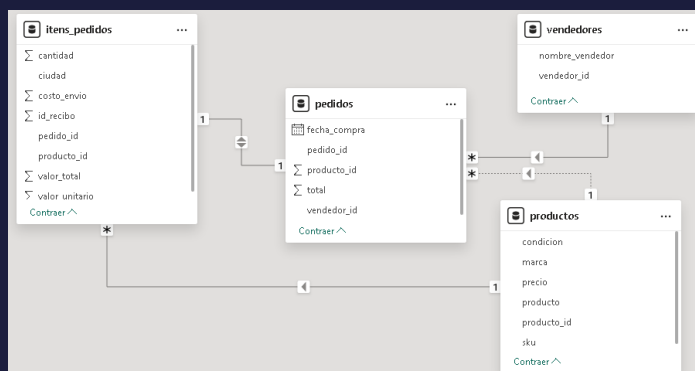 itens_pedidos
...
Σ cantidad
ciudad
Σ costo_envio
Σ id_recibo
pedido_id
producto_id
Σ valor_total
Σ valor unitario
Contraer
1
*
pedidos
...
fecha_compra
pedido_id
Σ producto_id
Σ total
vendedor_id
Contraer
1
*
*
vendedores
...
nombre_vendedor
vendedor_id
Contraer
1
1
1
productos
...
condicion
marca
precio
producto
producto_id
sku
Contraer